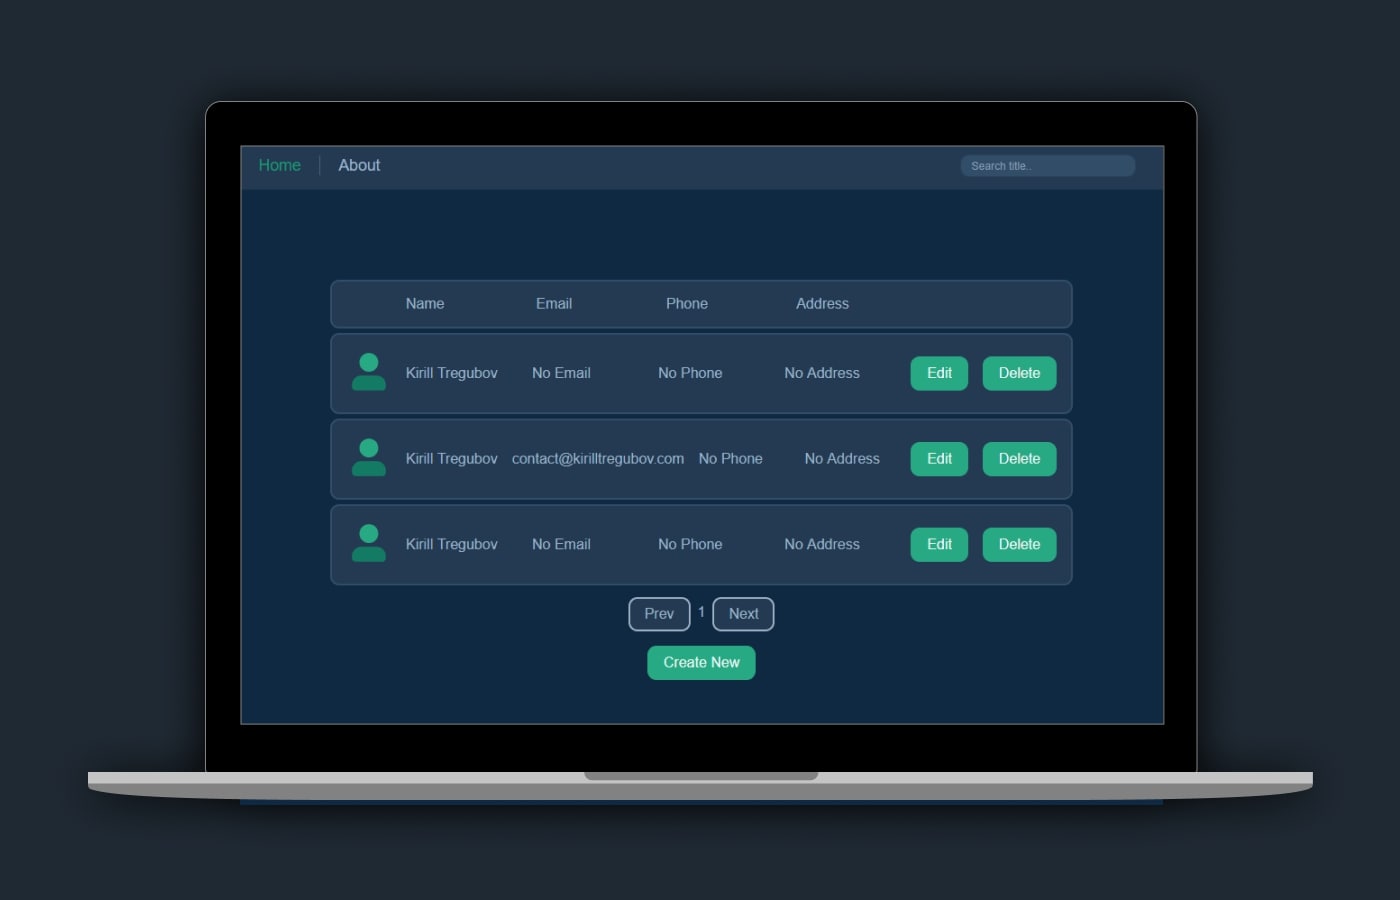 Home About Search title..
Name Email Phone Address
Kirill Tregubov No Email No Phone No Address Edit Delete
Kirill Tregubov contact@kirilltregubov.com No Phone No Address Edit Delete
Kirill Tregubov No Email No Phone No Address Edit Delete
Prev 1 Next
Create New